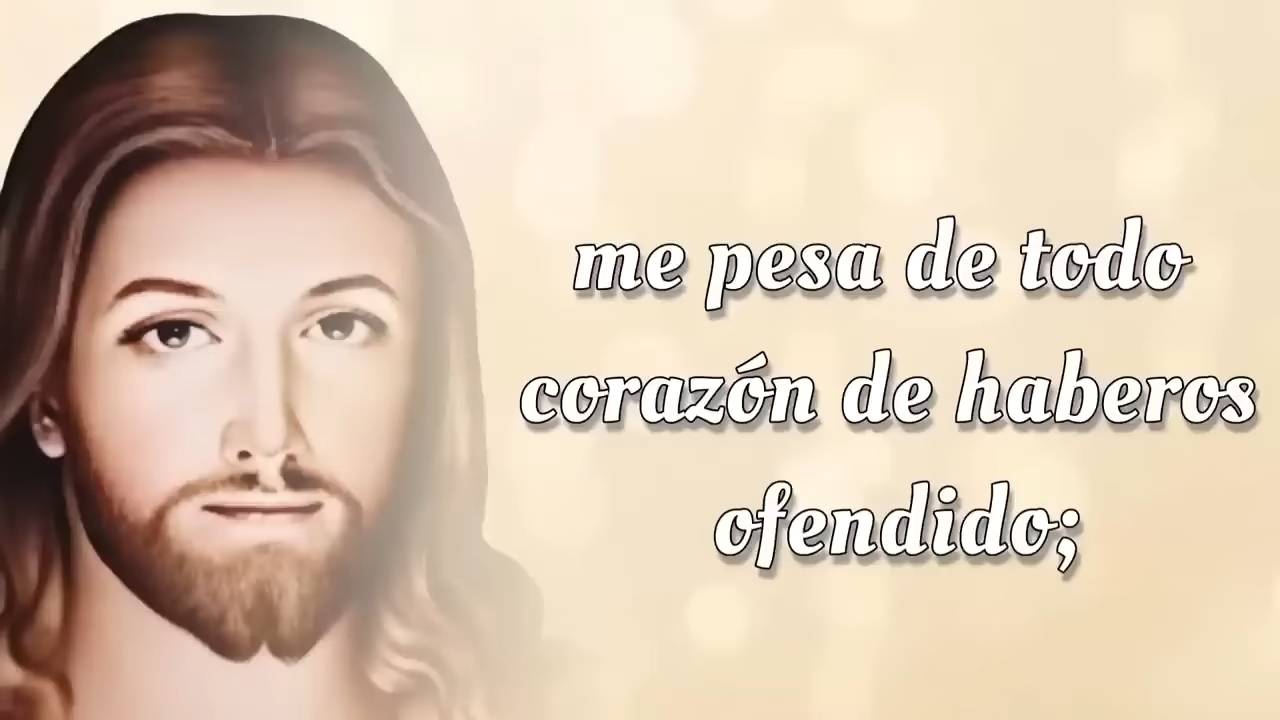 me pesa de todo
corazón de haberos
ofendido;